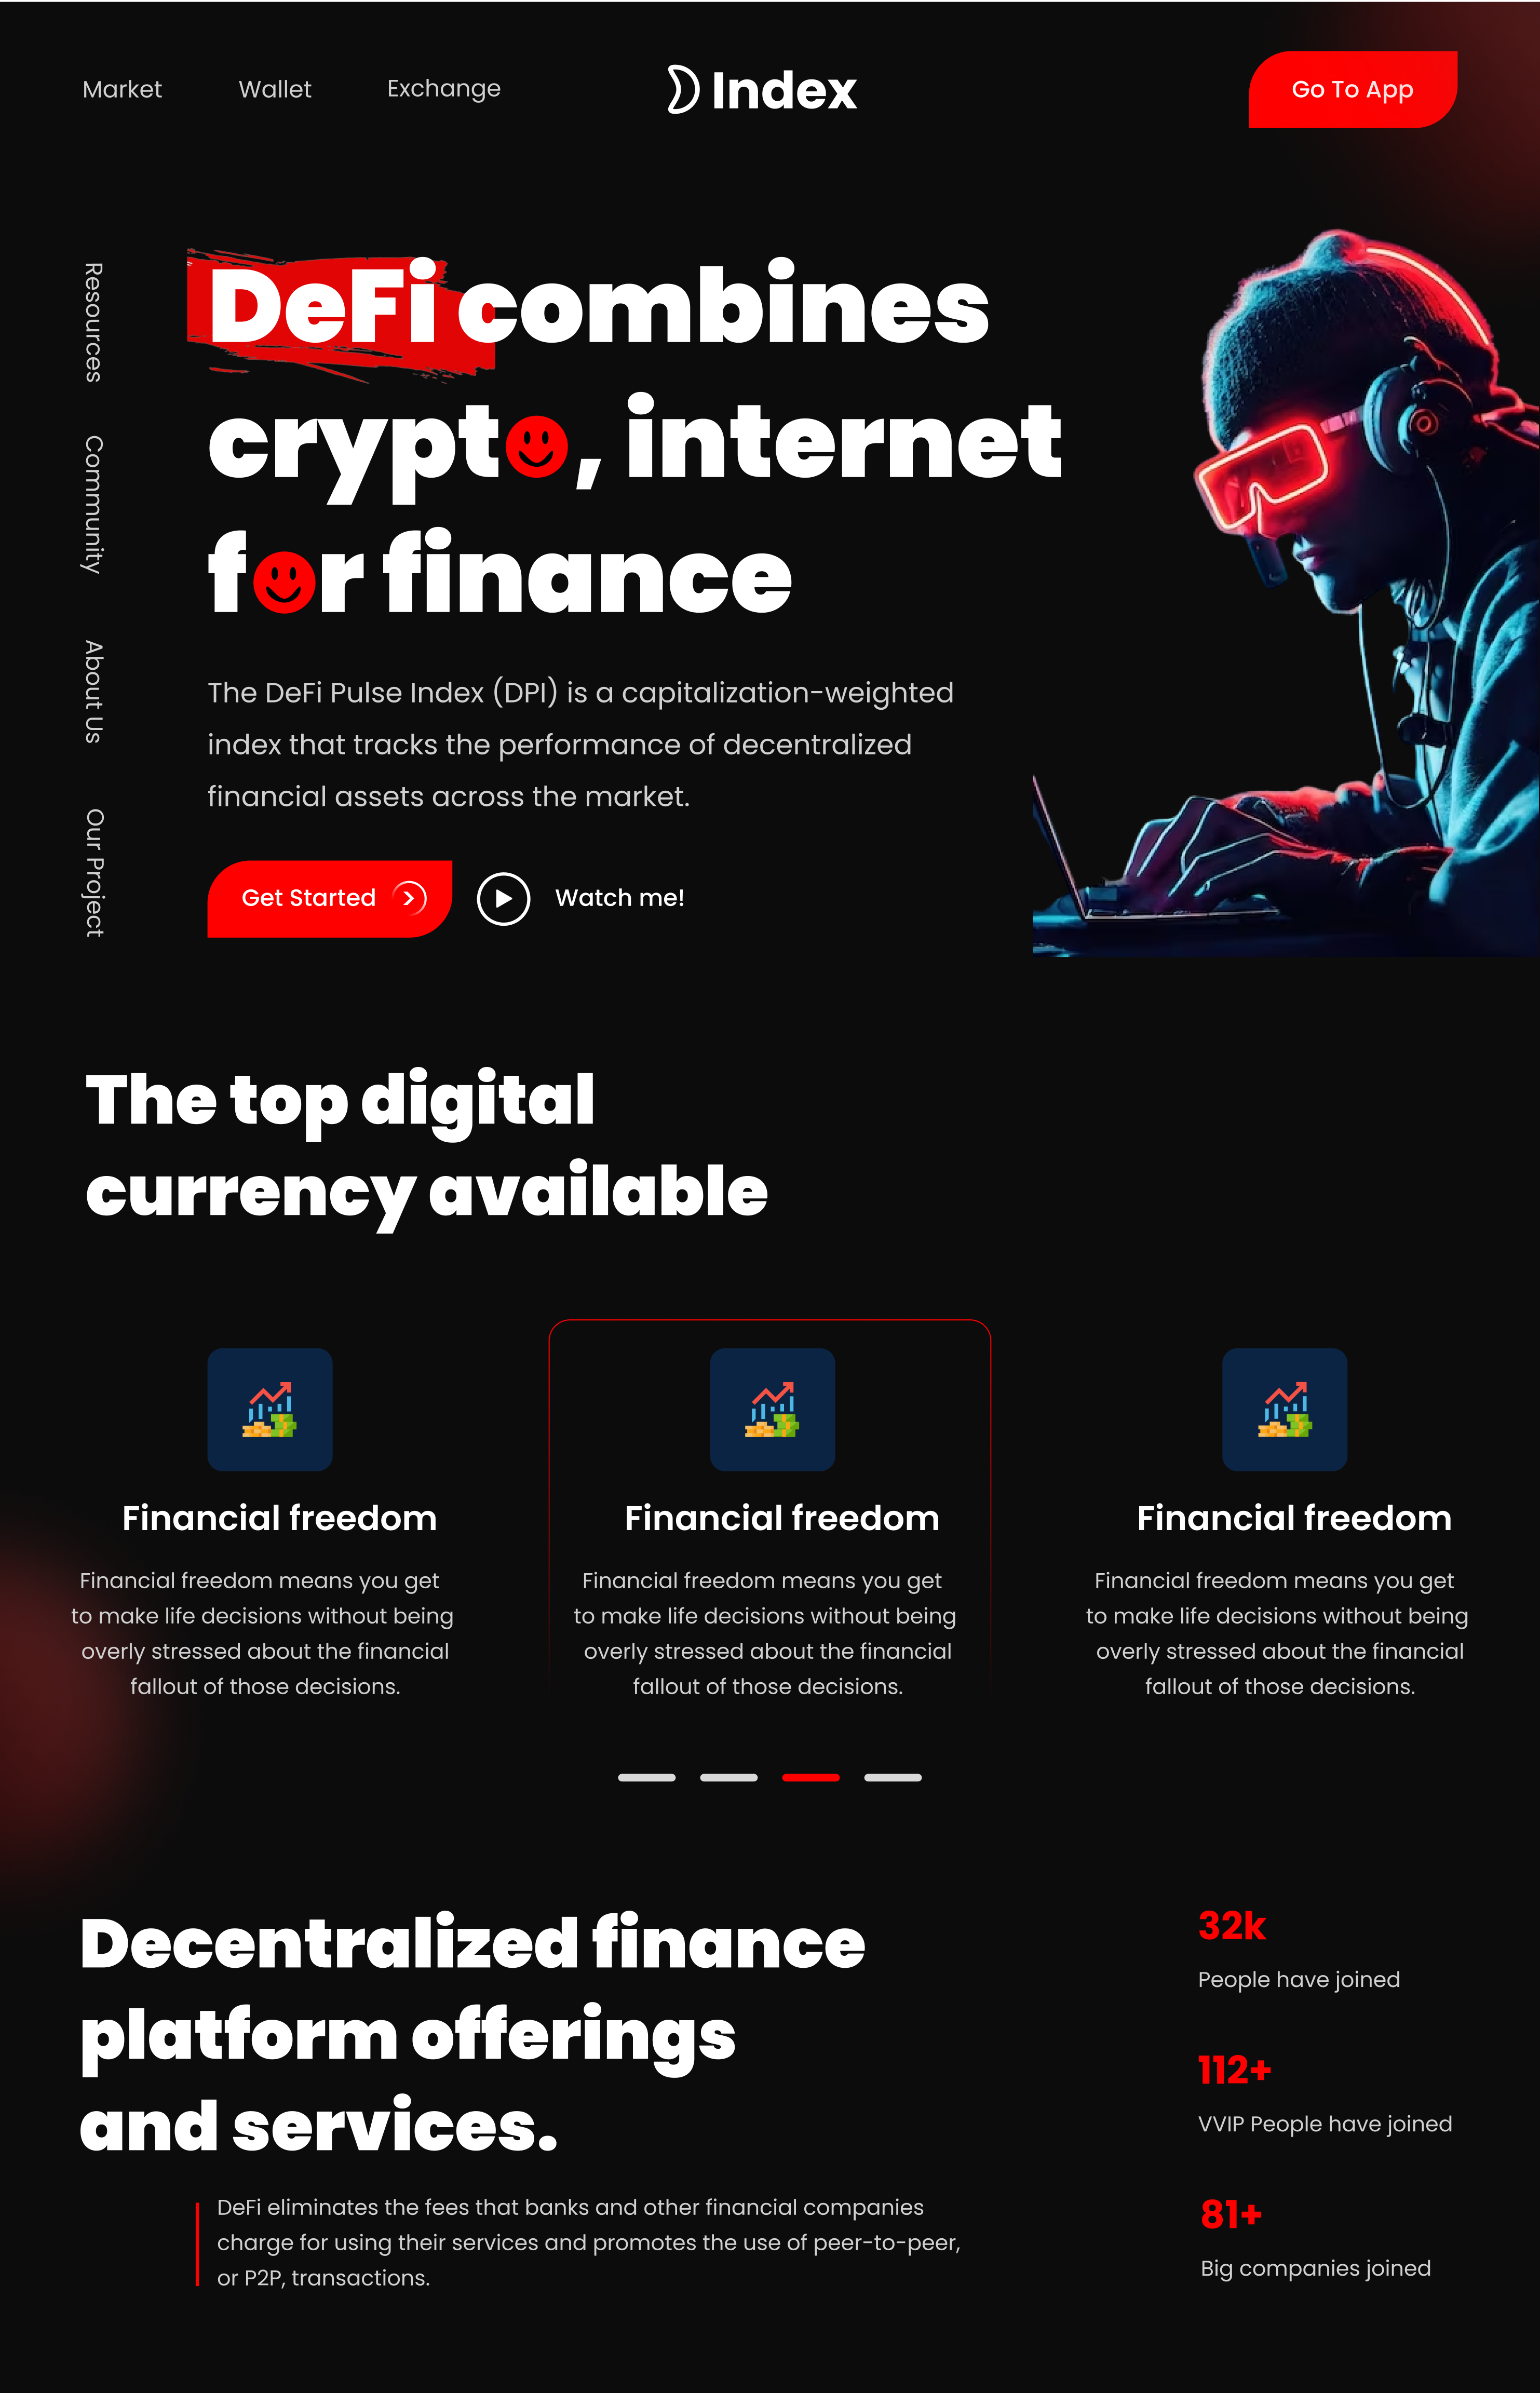 Market
Wallet
Exchange
Index
Go To App
Resources
Community
About Us
Our Project
DeFi combines
crypto, internet
for finance
The DeFi Pulse Index (DPI) is a capitalization-weighted
index that tracks the performance of decentralized
financial assets across the market.
Get Started
Watch me!
The top digital
currency available
Financial freedom
Financial freedom means you get
to make life decisions without being
overly stressed about the financial
fallout of those decisions.
Financial freedom
Financial freedom means you get
to make life decisions without being
overly stressed about the financial
fallout of those decisions.
Financial freedom
Financial freedom means you get
to make life decisions without being
overly stressed about the financial
fallout of those decisions.
Decentralized finance
platform offerings
and services.
DeFi eliminates the fees that banks and other financial companies
charge for using their services and promotes the use of peer-to-peer,
or P2P, transactions.
32k
People have joined
112+
VVIP People have joined
81+
Big companies joined